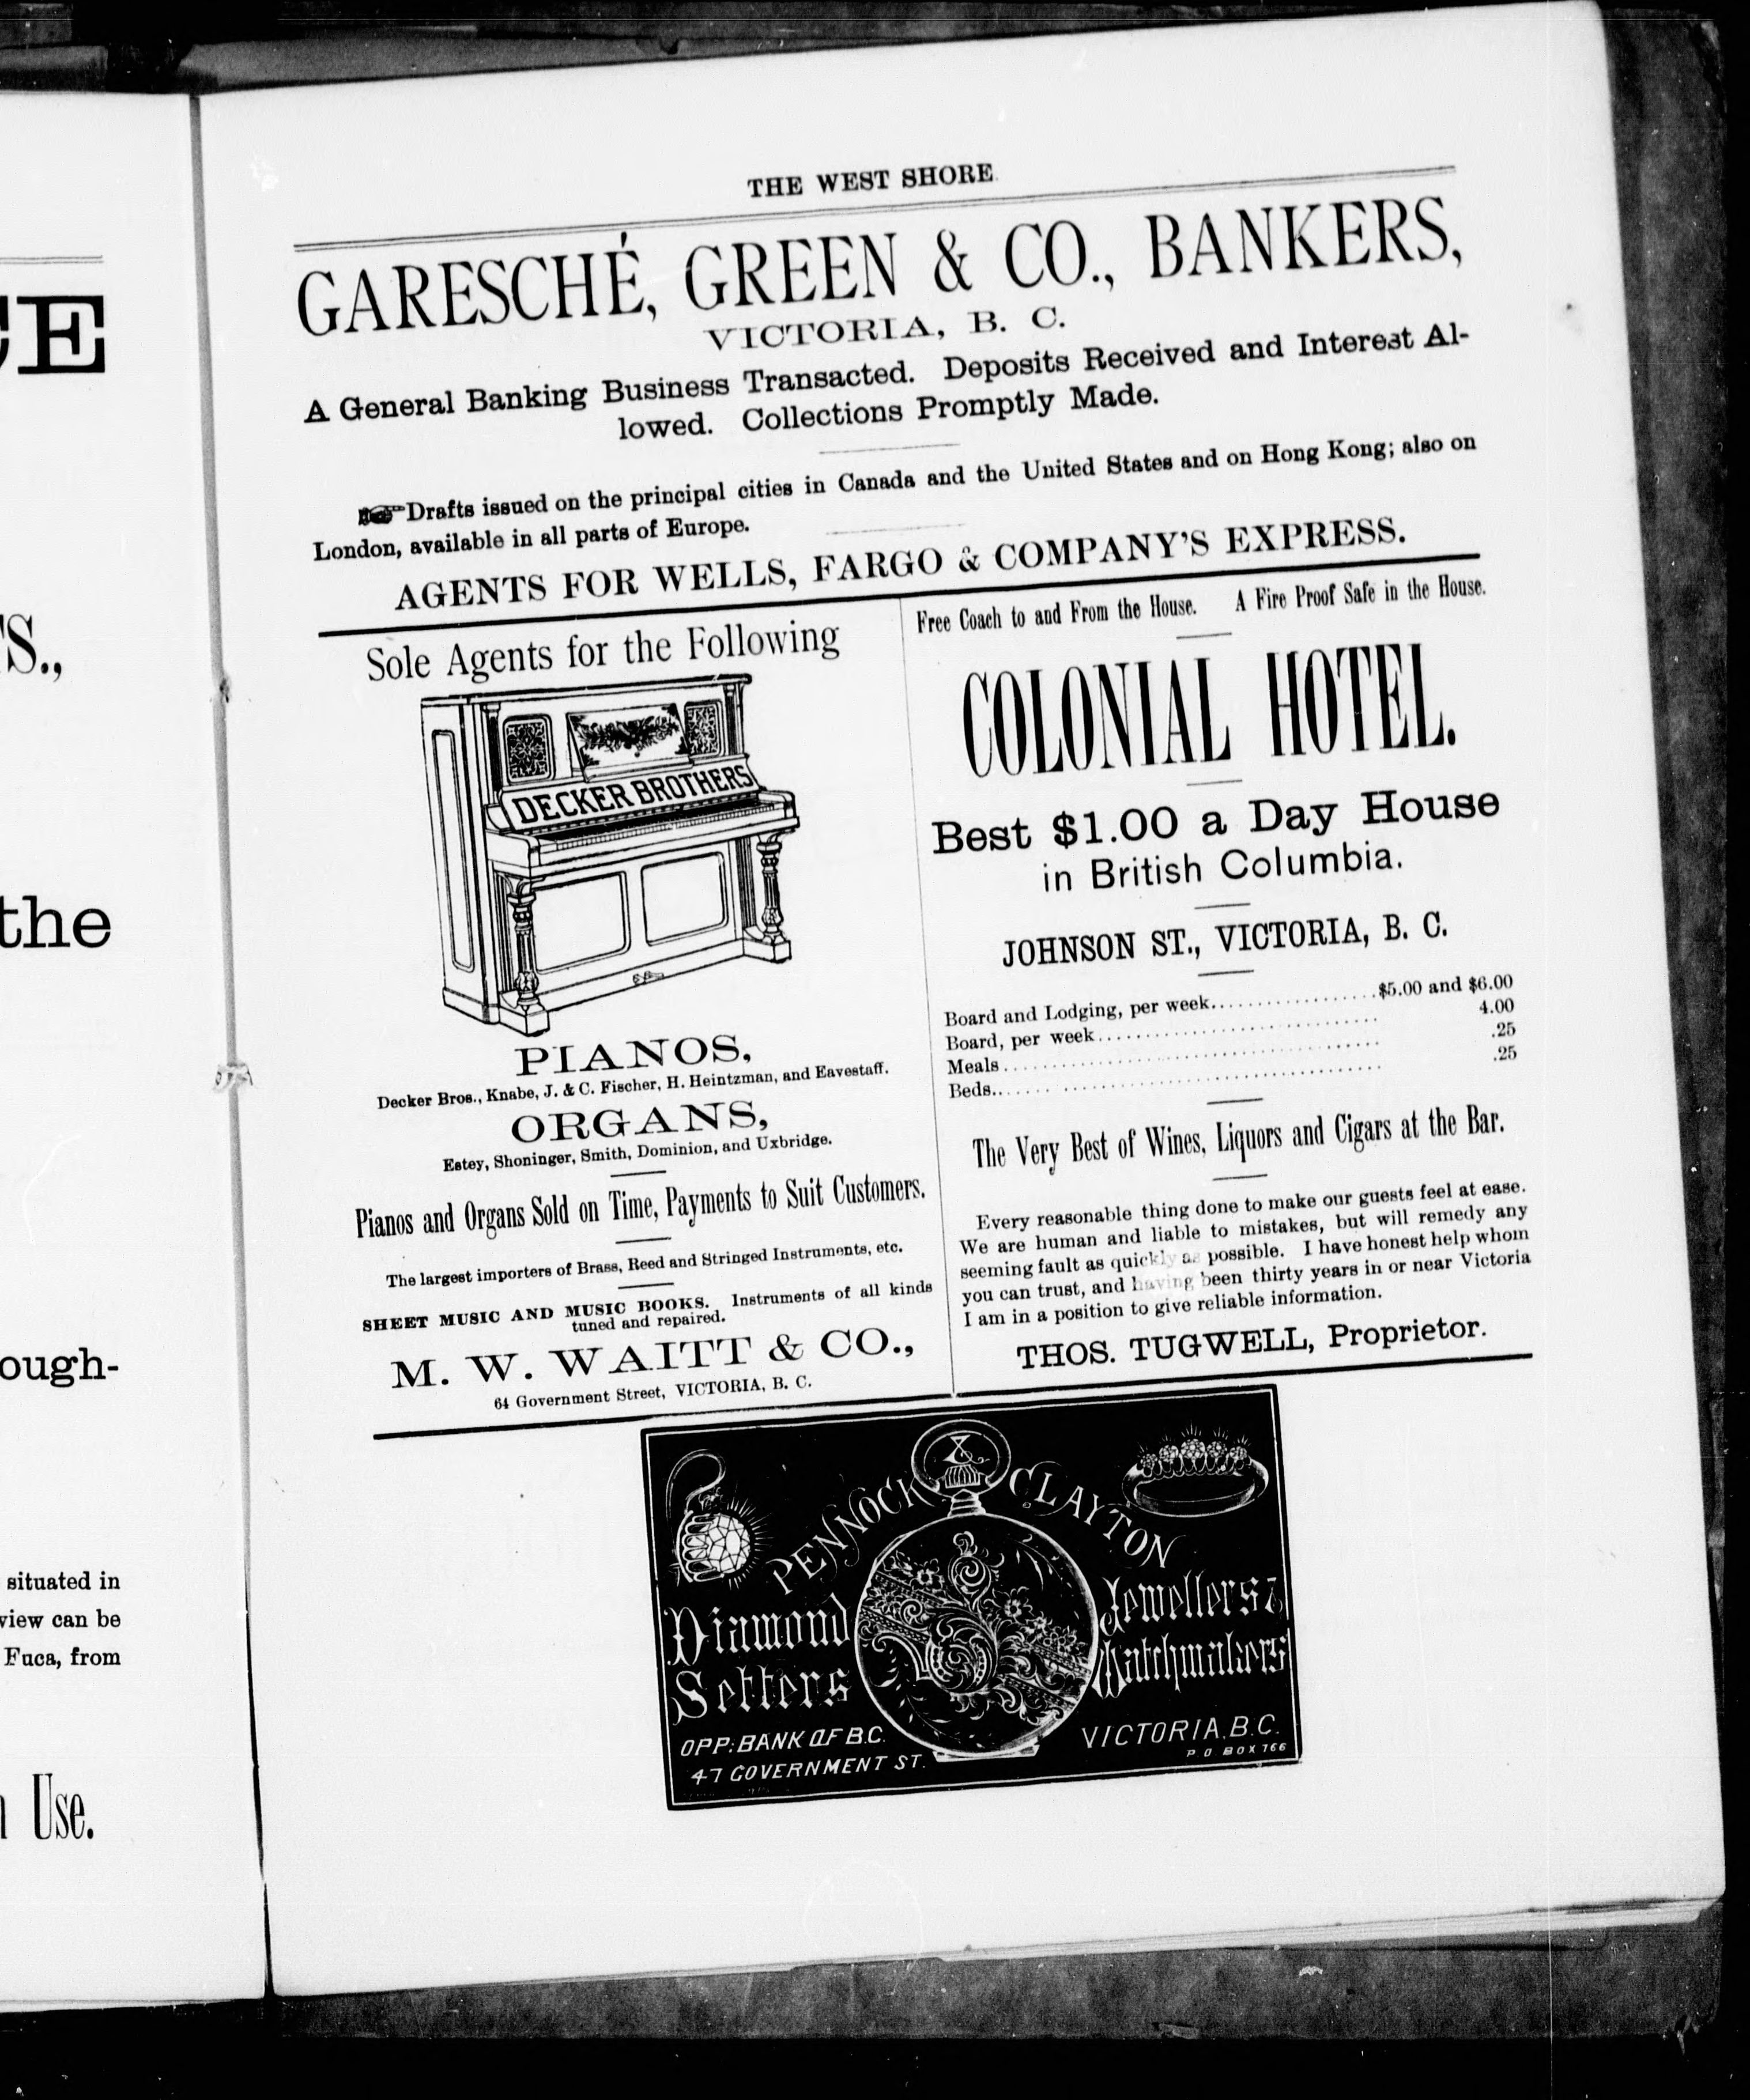 CE
TS.,
the
ough-
situated in
view can be
Fuca, from
Use.
THE WEST SHORE
GARESCHÉ, GREEN & CO., BANKERS,
VICTORIA, B. C.
A General Banking Business Transacted. Deposits Received and Interest Al-
lowed. Collections Promptly Made.
Drafts issued on the principal cities in Canada and the United States and on Hong Kong; also on
London, available in all parts of Europe.
AGENTS FOR WELLS, FARGO & COMPANY'S EXPRESS.
Sole Agents for the Following
DECKER BROTHERS
PIANOS,
Decker Bros., Knabe, J. & C. Fischer, H. Heintzman, and Eavestaff.
ORGANS,
Estey, Shoninger, Smith, Dominion, and Uxbridge.
Pianos and Organs Sold on Time, Payments to Suit Customers.
The largest importers of Brass, Reed and Stringed Instruments, etc.
SHEET MUSIC AND MUSIC BOOKS. Instruments of all kinds
tuned and repaired.
M. W. WAITT & CO.,
64 Government Street, VICTORIA, B. C.
Free Coach to and From the House. A Fire Proof Safe in the House.
COLONIAL HOTEL.
Best $1.00 a Day House
in British Columbia.
JOHNSON ST., VICTORIA, B. C.
Board and Lodging, per week..................$5.00 and $6.00
Board, per week............................ 4.00
Meals..................................... .25
Beds..................................... .25
The Very Best of Wines, Liquors and Cigars at the Bar.
Every reasonable thing done to make our guests feel at ease.
We are human and liable to mistakes, but will remedy any
seeming fault as quickly as possible. I have honest help whom
you can trust, and having been thirty years in or near Victoria
I am in a position to give reliable information.
THOS. TUGWELL, Proprietor.
PENNOCK & CLAYTON
Diamond
Setters
Jewellers &
Watchmakers
OPP: BANK OF B.C.
47 GOVERNMENT ST.
VICTORIA, B.C.
P O BOX 766